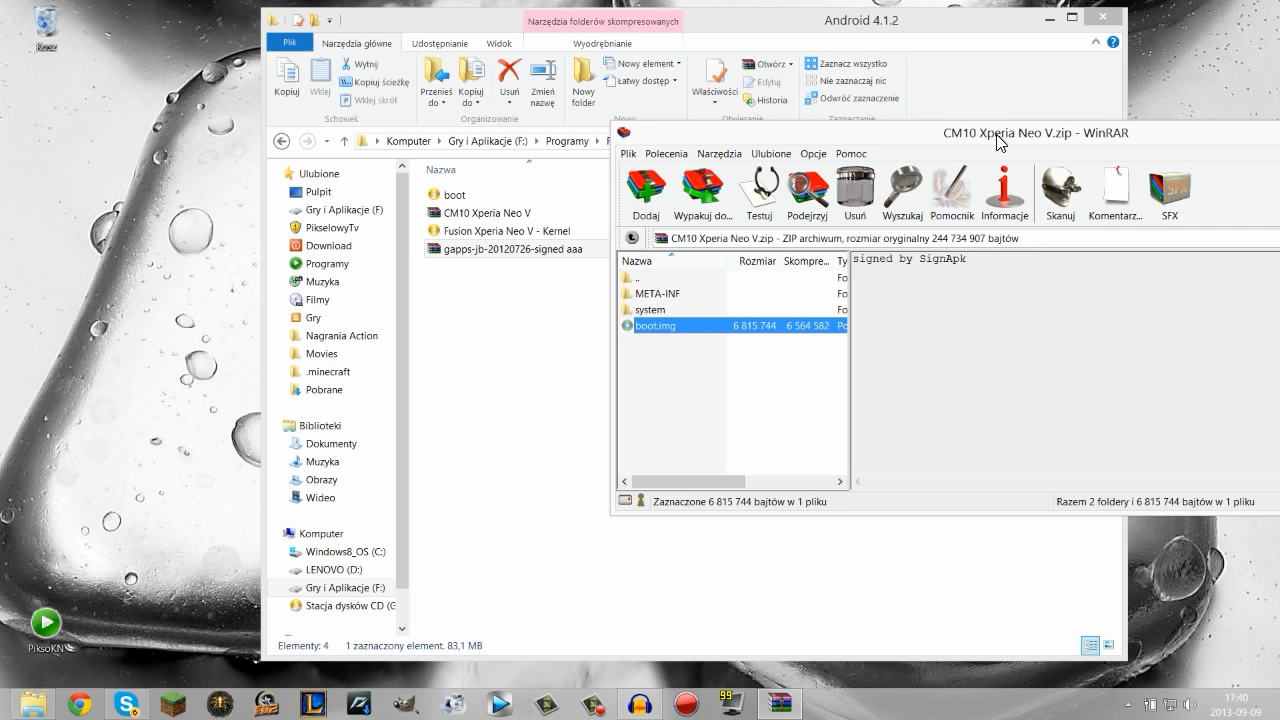 Kosz
Narzędzia folderów skompresowanych
Android 4.1.2
Plik
Narzędzia główne
Udostępnianie
Widok
Wyodrębnianie
Kopiuj
Wklej
Wytnij
Kopiuj ścieżkę
Wklej skrót
Schowek
Przenieś do
Kopiuj do
Usuń
Zmień nazwę
Organizowanie
Nowy folder
Nowy element
Łatwy dostęp
Nowy
Właściwości
Otwórz
Edytuj
Historia
Zaznacz wszystko
Nie zaznaczaj nic
Odwróć zaznaczenie
Komputer
Gry i Aplikacje (F:)
Programy
Ulubione
Pulpit
Gry i Aplikacje (F)
PikselowyTv
Download
Programy
Muzyka
Filmy
Gry
Nagrania Action
Movies
.minecraft
Pobrane
Biblioteki
Dokumenty
Muzyka
Obrazy
Wideo
Komputer
Windows8_OS (C:)
LENOVO (D:)
Gry i Aplikacje (F:)
Stacja dysków CD (G
Nazwa
boot
CM10 Xperia Neo V
Fusion Xperia Neo V - Kernel
gapps-jb-20120726-signed aaa
CM10 Xperia Neo V.zip - WinRAR
Plik Polecenia Narzędzia Ulubione Opcje Pomoc
Dodaj
Wypakuj do...
Testuj
Podejrzyj
Usuń
Wyszukaj
Pomocnik
Informacje
Skanuj
Komentarz...
SFX
CM10 Xperia Neo V.zip - ZIP archiwum, rozmiar oryginalny 244 734 907 bajtów
Nazwa Rozmiar Skompre... Ty
..
Fo
META-INF
Fo
system
Fo
boot.img 6 815 744 6 564 582
signed by SignApk
Zaznaczone 6 815 744 bajtów w 1 pliku
Razem 2 foldery i 6 815 744 bajtów w 1 pliku
Elementy: 4 1 zaznaczony element. 83,1 MB
PiksoKN
99
17:40
2013-09-09